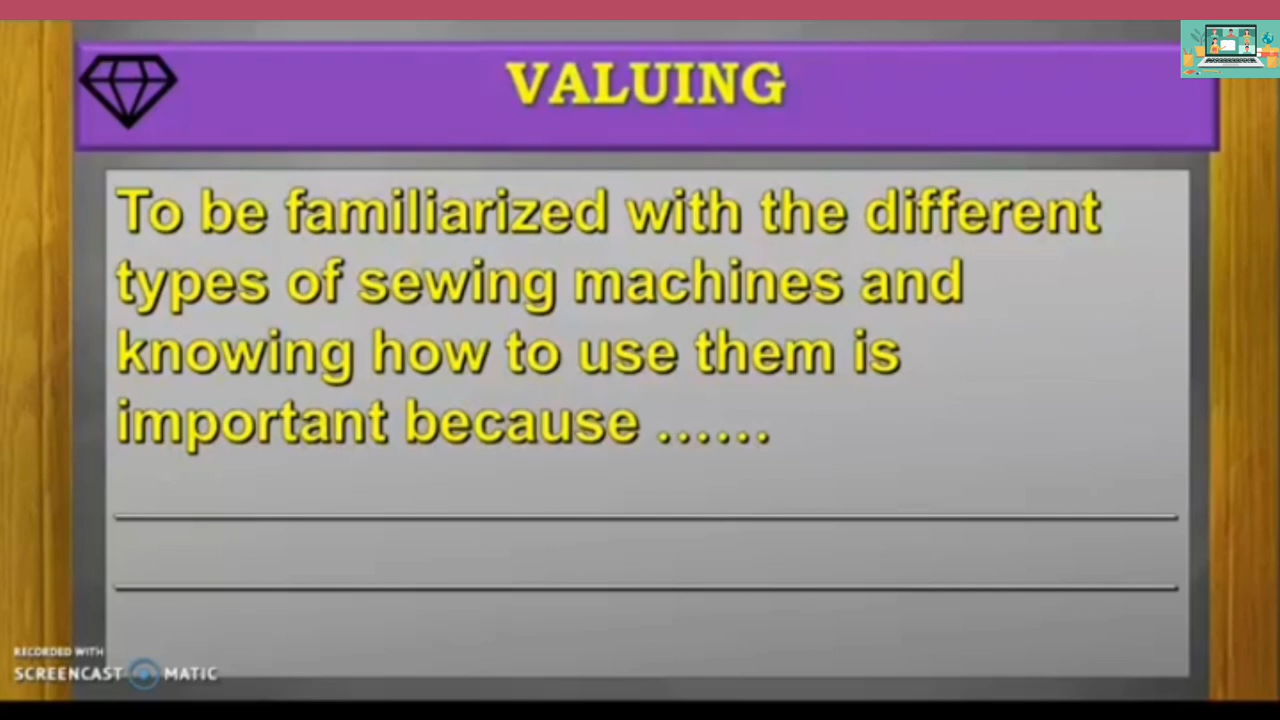 VALUING
To be familiarized with the different
types of sewing machines and
knowing how to use them is
important because ......
RECORDED WITH
SCREENCAST MATIC